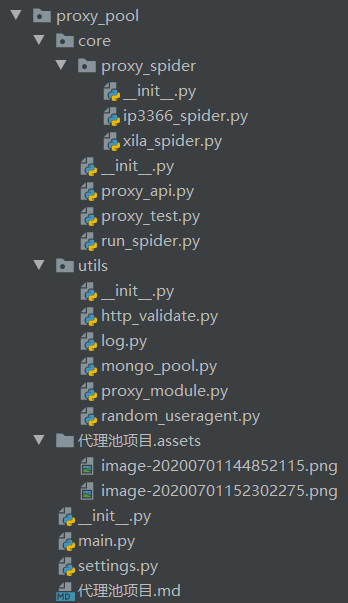 proxy_pool
core
proxy_spider
__init__.py
ip3366_spider.py
xila_spider.py
__init__.py
proxy_api.py
proxy_test.py
run_spider.py
utils
__init__.py
http_validate.py
log.py
mongo_pool.py
proxy_module.py
random_useragent.py
代理池项目.assets
image-20200701144852115.png
image-20200701152302275.png
__init__.py
main.py
settings.py
MD 代理池项目.md